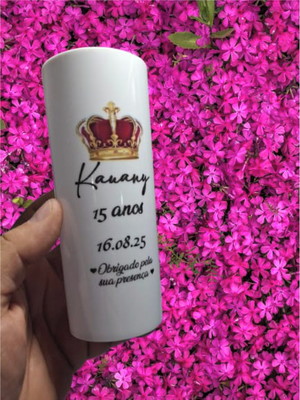 Kauany
15 anos
16.08.25
♥Obrigado pela
sua presença♥